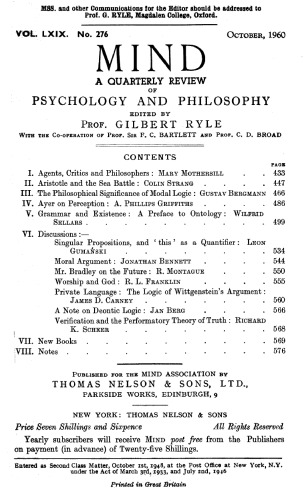 MSS. and other Communications for the Editor should be addressed to
Prof. G. RYLE, Magdalen College, Oxford.
VOL. LXIX. No. 276 OCTOBER, 1960
MIND
A QUARTERLY REVIEW
OF
PSYCHOLOGY AND PHILOSOPHY
EDITED BY
PROF. GILBERT RYLE
WITH THE CO-OPERATION OF PROF. SIR F. C. BARTLETT AND PROF. C. D. BROAD
CONTENTS
PAGE
I. Agents, Critics and Philosophers: MARY MOTHERSILL . 433
II. Aristotle and the Sea Battle: COLIN STRANG . . . 447
III. The Philosophical Significance of Modal Logic: GUSTAV BERGMANN 466
IV. Ayer on Perception: A. PHILLIPS GRIFFITHS . . . 486
V. Grammar and Existence: A Preface to Ontology: WILFRID
SELLARS . . . . . . . . 499
VI. Discussions:—
Singular Propositions, and 'this' as a Quantifier: LEON
GUMAŃSKI . . . . . . . 534
Moral Argument: JONATHAN BENNETT . . . . 544
Mr. Bradley on the Future: R. MONTAGUE . . . 550
Worship and God: R. L. FRANKLIN . . . . 555
Private Language: The Logic of Wittgenstein's Argument:
JAMES D. CARNEY . . . . . . 560
A Note on Deontic Logic: JAN BERG . . . . 566
Verification and the Performatory Theory of Truth: RICHARD
K. SCHEER . . . . . . . 568
VII. New Books . . . . . . . . 569
VIII. Notes . . . . . . . . . 576
PUBLISHED FOR THE MIND ASSOCIATION BY
THOMAS NELSON & SONS, LTD.,
PARKSIDE WORKS, EDINBURGH, 9
NEW YORK: THOMAS NELSON & SONS
Price Seven Shillings and Sixpence All Rights Reserved
Yearly subscribers will receive MIND post free from the Publishers
on payment (in advance) of Twenty-five Shillings.
Entered as Second Class Matter, October 1st, 1948, at the Post Office at New York, N.Y.
under the Act of March 3rd, 1933, and July 2nd, 1946
Printed in Great Britain